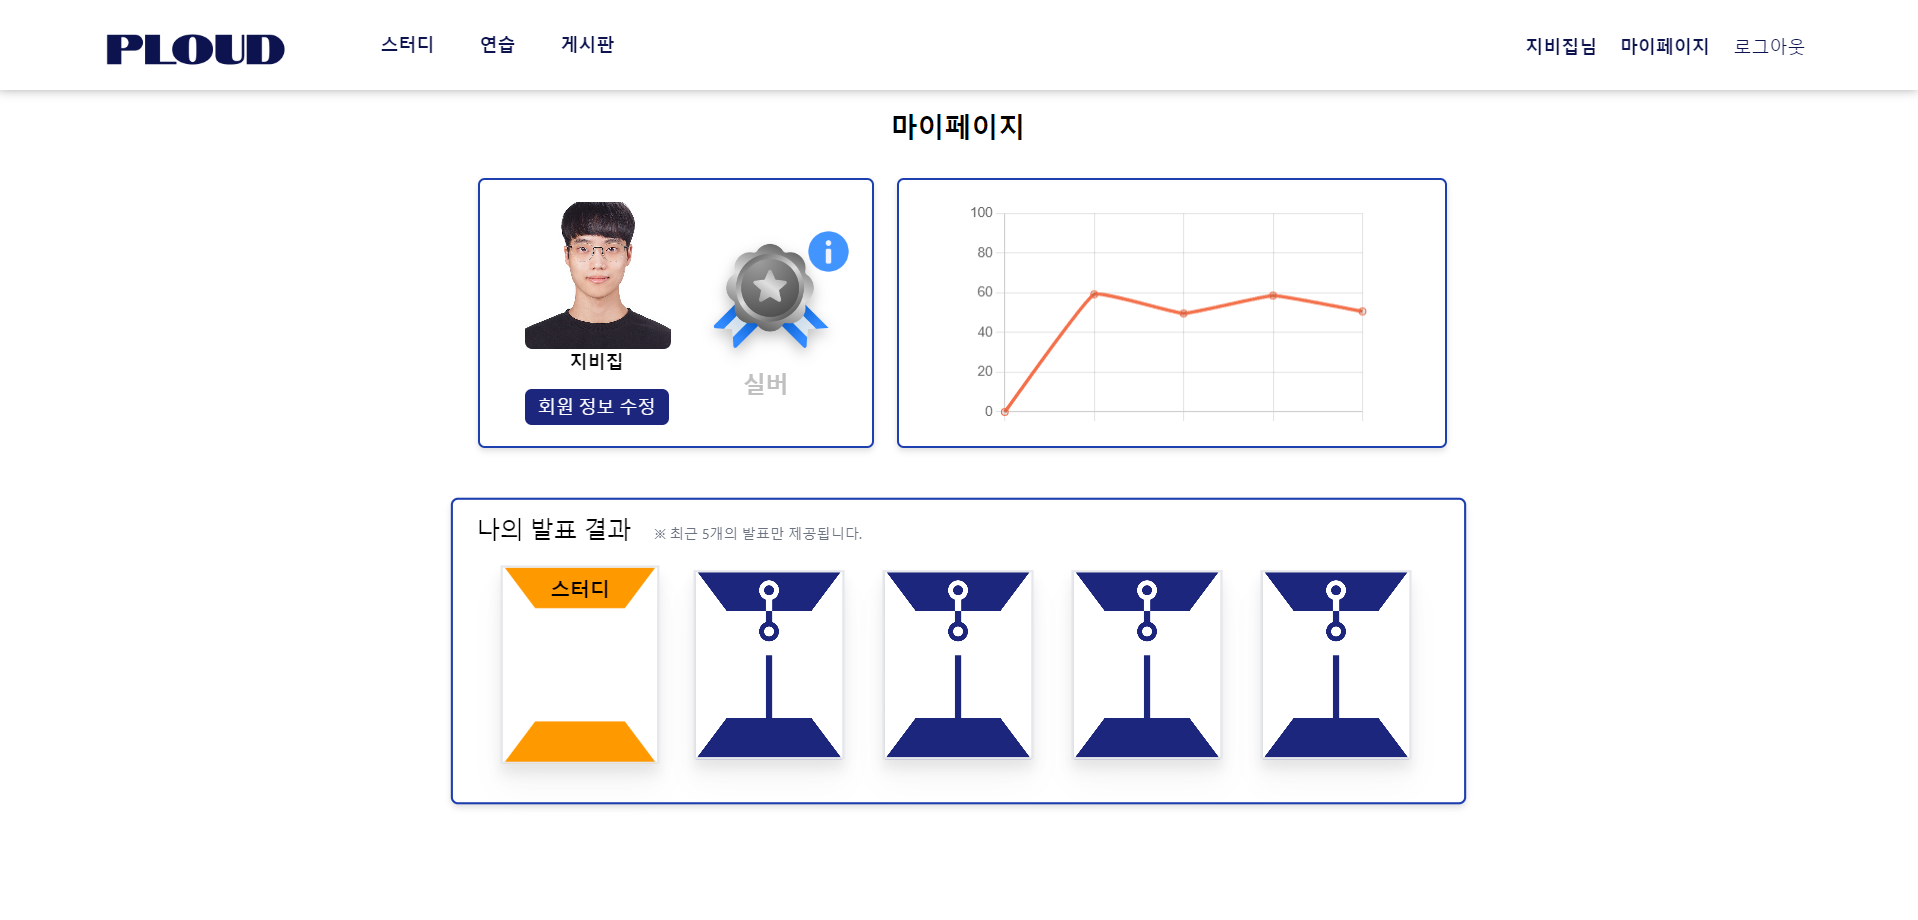 PLOUD
스터디
연습
게시판
지비집님
마이페이지
로그아웃
마이페이지
지비집
회원 정보 수정
실버
100
80
60
40
20
0
나의 발표 결과
※ 최근 5개의 발표만 제공됩니다.
스터디